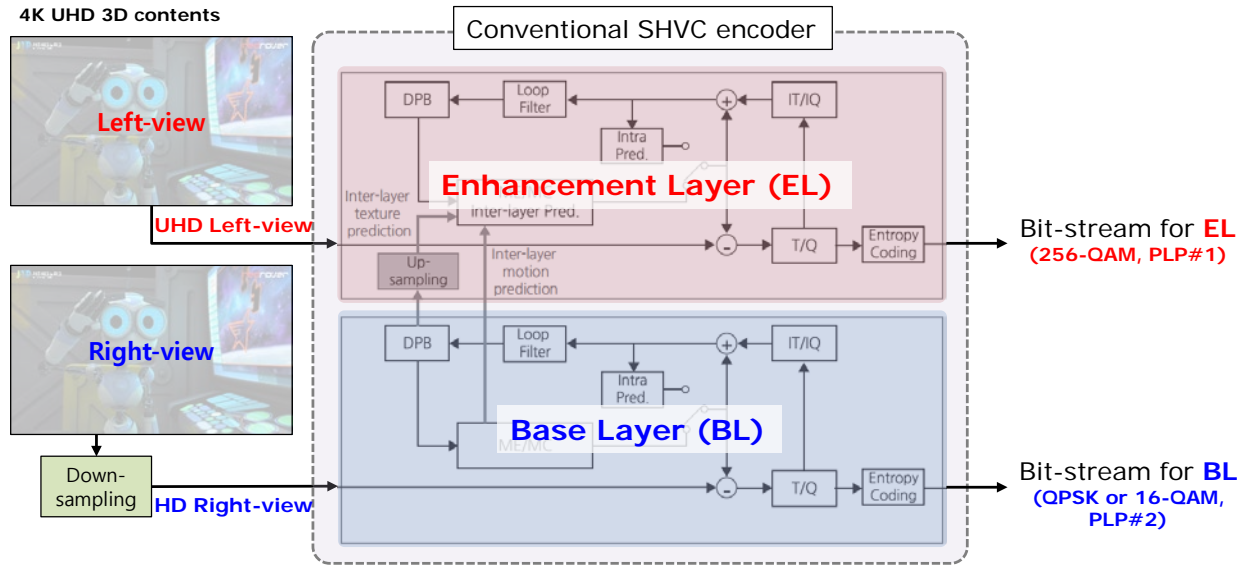 4K UHD 3D contents
Left-view
UHD Left-view
Right-view
Down-
sampling
HD Right-view
Conventional SHVC encoder
DPB
Loop
Filter
IT/IQ
Intra
Pred.
Enhancement Layer (EL)
Inter-layer
texture
prediction
Inter-layer Pred.
Up-
sampling
Inter-layer
motion
prediction
T/Q
Entropy
Coding
DPB
Loop
Filter
IT/IQ
Intra
Pred.
Base Layer (BL)
ME/MC
T/Q
Entropy
Coding
Bit-stream for EL
(256-QAM, PLP#1)
Bit-stream for BL
(QPSK or 16-QAM,
PLP#2)